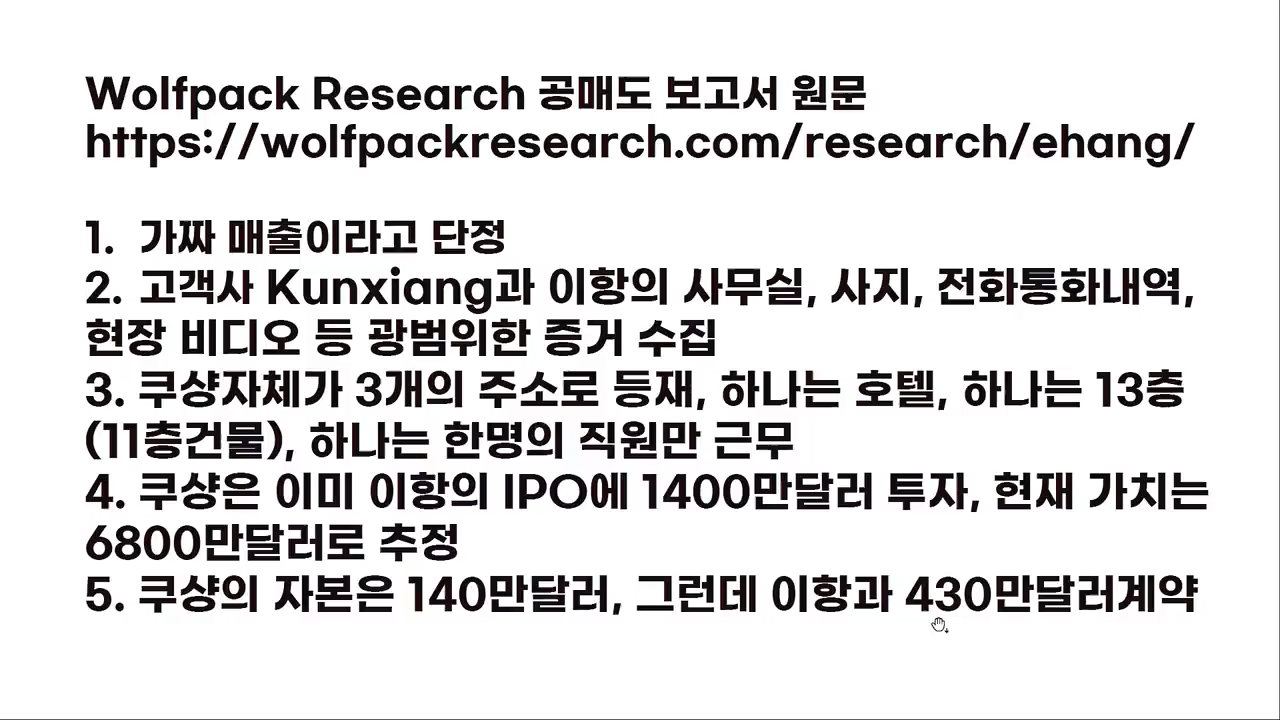 Wolfpack Research 공매도 보고서 원문
https://wolfpackresearch.com/research/ehang/
1. 가짜 매출이라고 단정
2. 고객사 Kunxiang과 이항의 사무실, 사지, 전화통화내역,
현장 비디오 등 광범위한 증거 수집
3. 쿠샹자체가 3개의 주소로 등재, 하나는 호텔, 하나는 13층
(11층건물), 하나는 한명의 직원만 근무
4. 쿠샹은 이미 이항의 IPO에 1400만달러 투자, 현재 가치는
6800만달러로 추정
5. 쿠샹의 자본은 140만달러, 그런데 이항과 430만달러계약